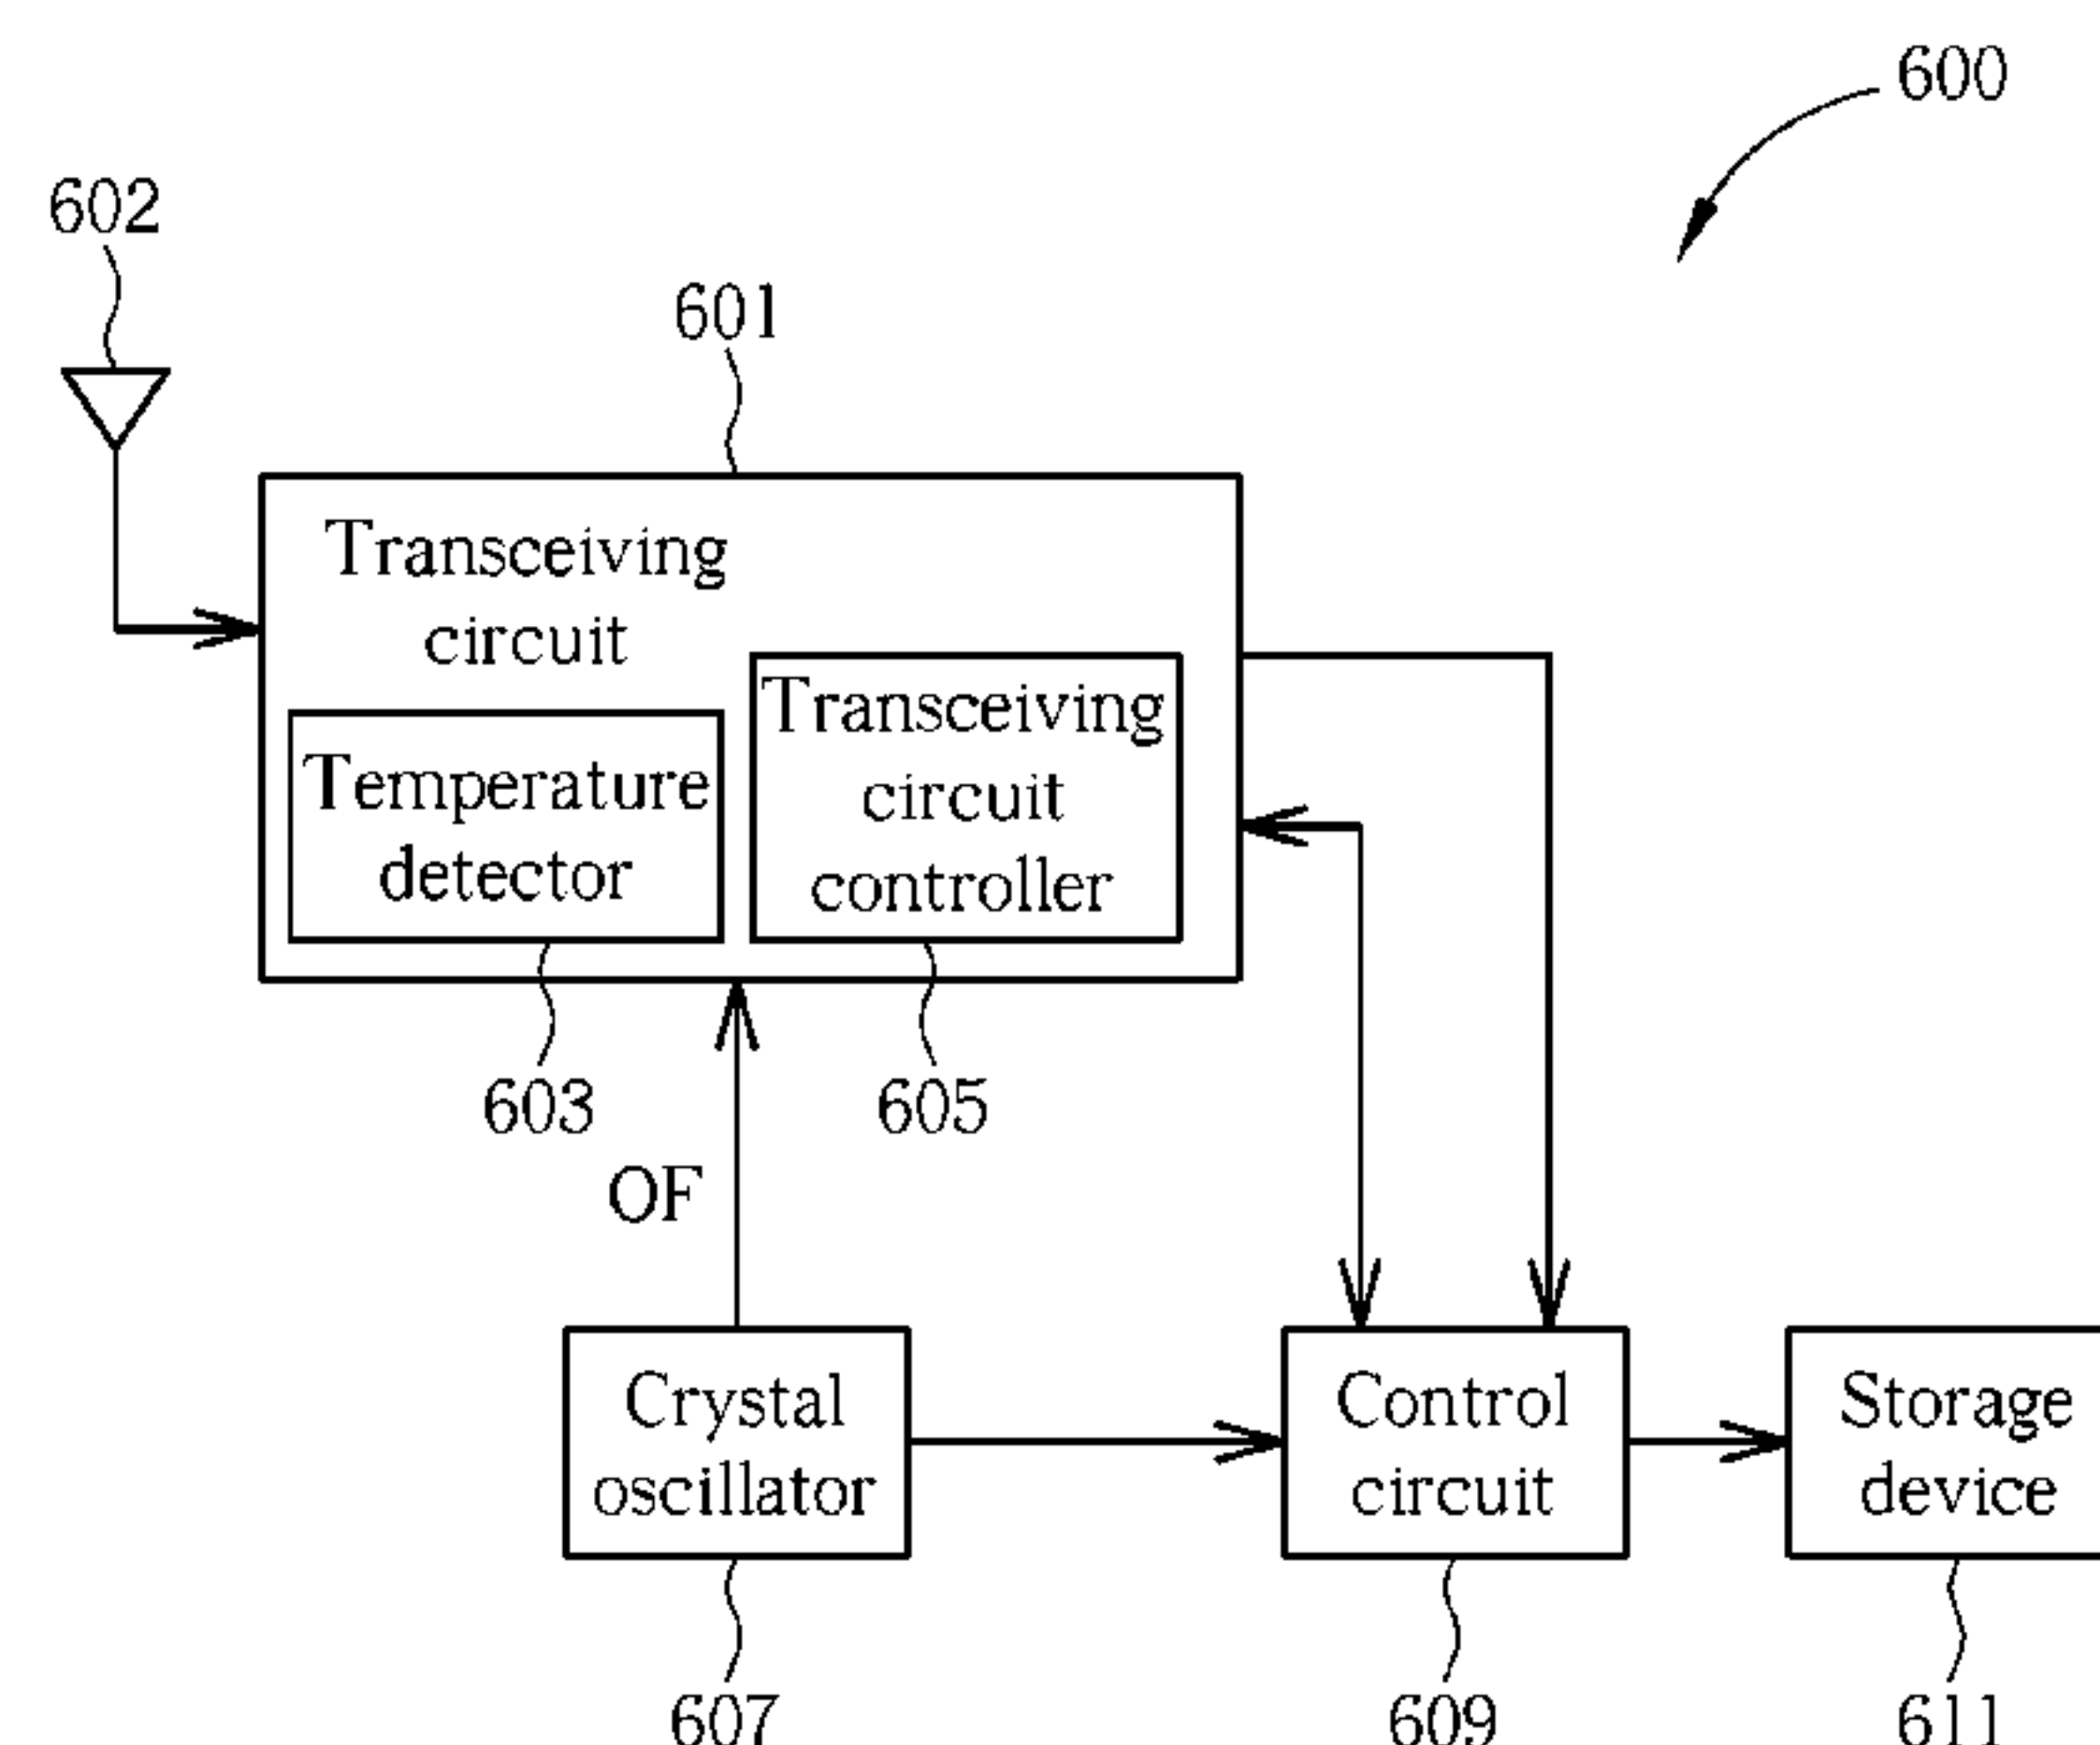 600
602
601
Transceiving
circuit
Transceiving
circuit
controller
Temperature
detector
603
605
OF
Crystal
oscillator
Control
circuit
Storage
device
607
609
611